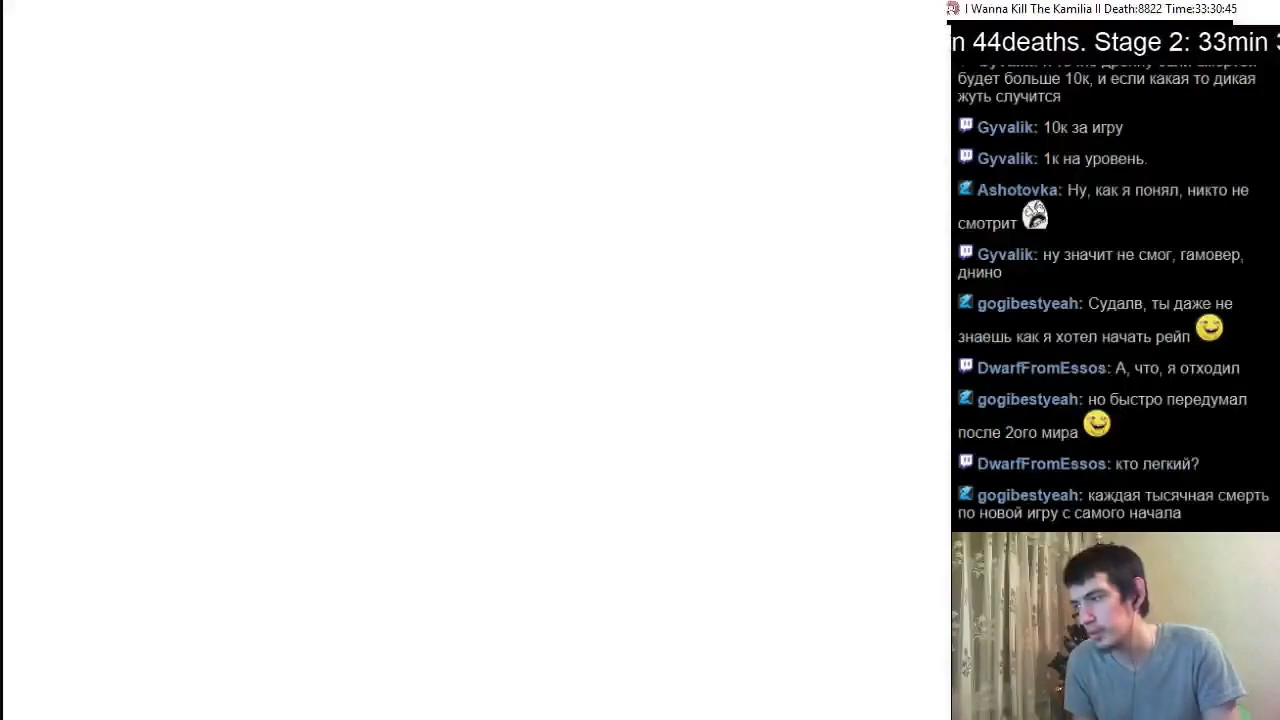 I Wanna Kill The Kamilia II Death:8822 Time:33:30:45
n 44deaths. Stage 2: 33min
будет больше 10к, и если какая то дикая
жуть случится
Gyvalik: 10к за игру
Gyvalik: 1к на уровень.
Ashotovka: Ну, как я понял, никто не
смотрит
Gyvalik: ну значит не смог, гамовер,
днино
gogibestyeah: Судалв, ты даже не
знаешь как я хотел начать рейп
DwarfFromEssos: А, что, я отходил
gogibestyeah: но быстро передумал
после 2ого мира
DwarfFromEssos: кто легкий?
gogibestyeah: каждая тысячная смерть
по новой игру с самого начала